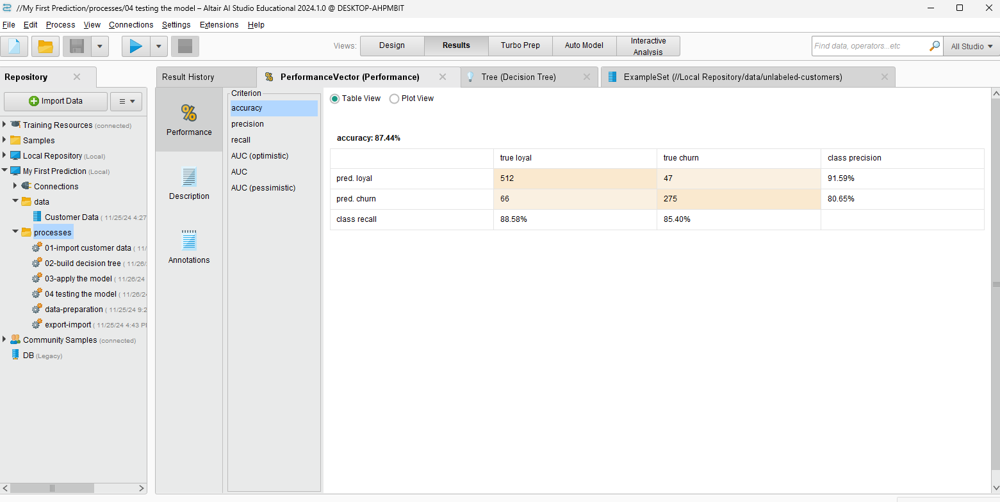 //My First Prediction/processes/04 testing the model – Altair AI Studio Educational 2024.1.0 @ DESKTOP-AHPMBIT
File Edit Process View Connections Settings Extensions Help
Views: Design Results Turbo Prep Auto Model Interactive Analysis
Find data, operators...etc All Studio
Repository
Import Data
Training Resources (connected)
Samples
Local Repository (Local)
My First Prediction (Local)
Connections
data
Customer Data ( 11/25/24 4:27
processes
01-import customer data ( 11/
02-build decision tree ( 11/26/
03-apply the model ( 11/26/24
04 testing the model ( 11/26/24
data-preparation ( 11/25/24 9:2
export-import ( 11/25/24 4:43 P
Community Samples (connected)
DB (Legacy)
Result History
PerformanceVector (Performance)
Tree (Decision Tree)
ExampleSet (//Local Repository/data/unlabeled-customers)
%
Performance
Description
Annotations
Criterion
accuracy
precision
recall
AUC (optimistic)
AUC
AUC (pessimistic)
Table View Plot View
accuracy: 87.44%
true loyal true churn class precision
pred. loyal 512 47 91.59%
pred. churn 66 275 80.65%
class recall 88.58% 85.40%